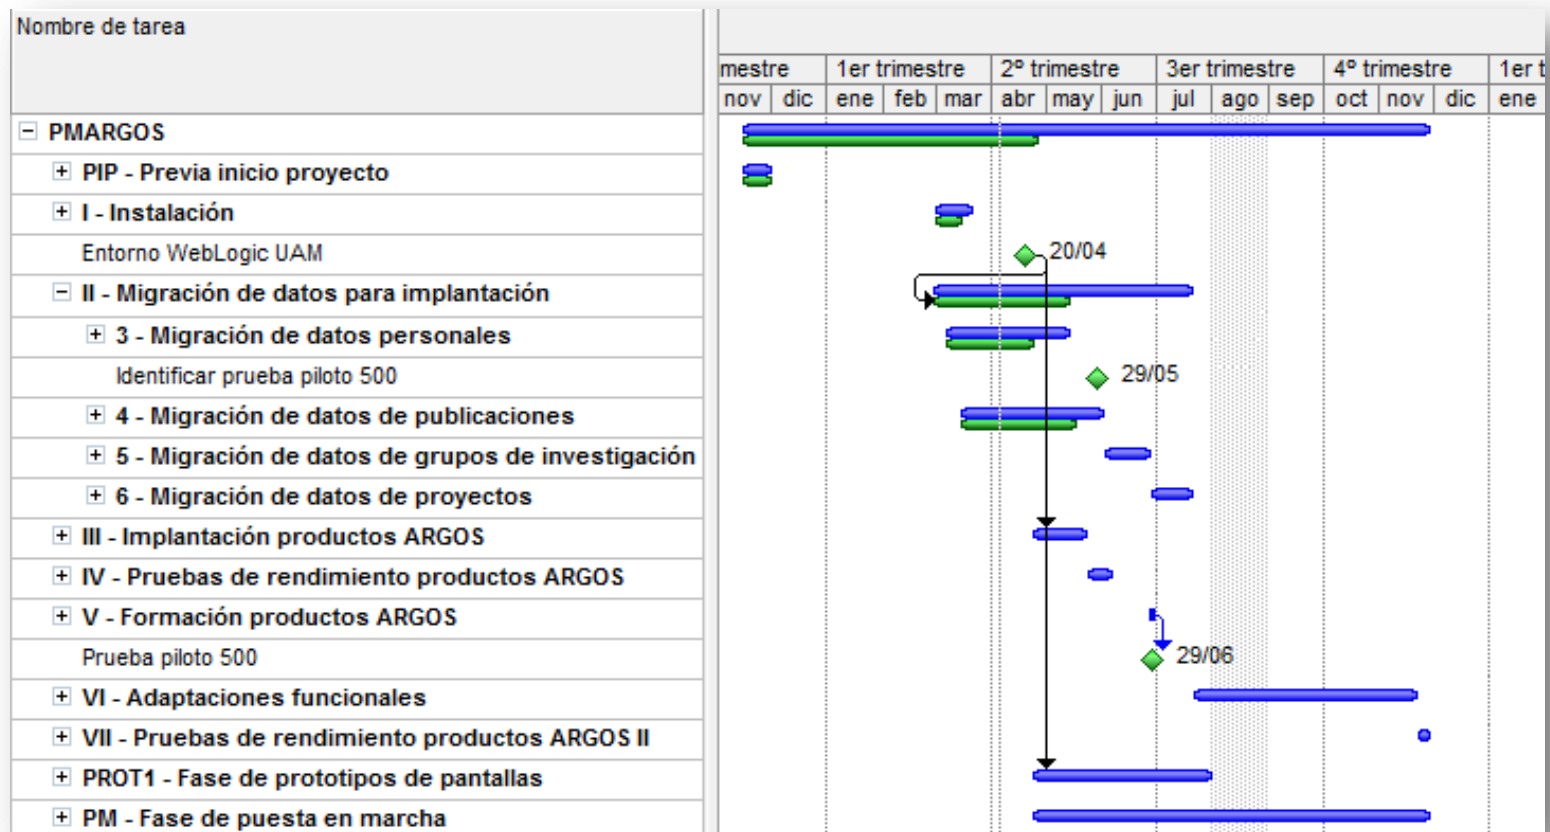 Nombre de tarea
mestre 1er trimestre 2º trimestre 3er trimestre 4º trimestre 1er t
nov dic ene feb mar abr may jun jul ago sep oct nov dic ene
PMARGOS
PIP - Previa inicio proyecto
I - Instalación
Entorno WebLogic UAM 20/04
II - Migración de datos para implantación
3 - Migración de datos personales
Identificar prueba piloto 500 29/05
4 - Migración de datos de publicaciones
5 - Migración de datos de grupos de investigación
6 - Migración de datos de proyectos
III - Implantación productos ARGOS
IV - Pruebas de rendimiento productos ARGOS
V - Formación productos ARGOS
Prueba piloto 500 29/06
VI - Adaptaciones funcionales
VII - Pruebas de rendimiento productos ARGOS II
PROT1 - Fase de prototipos de pantallas
PM - Fase de puesta en marcha